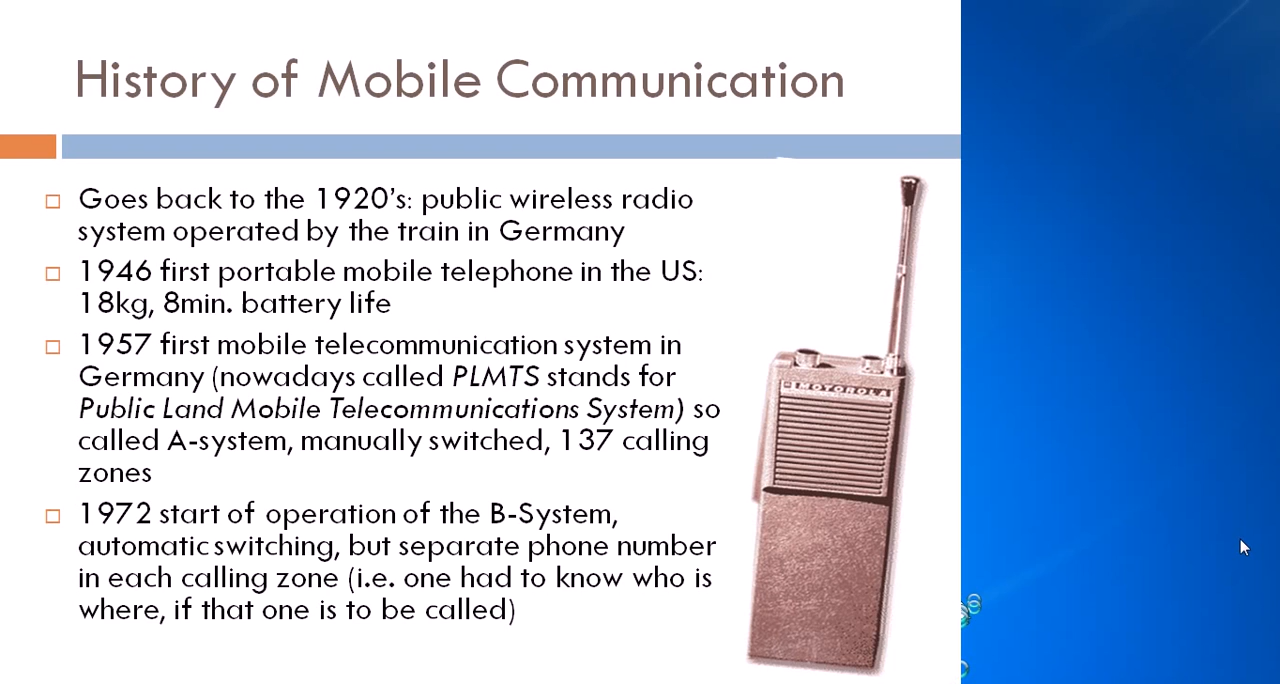 History of Mobile Communication
Goes back to the 1920's: public wireless radio
system operated by the train in Germany
1946 first portable mobile telephone in the US:
18kg, 8min. battery life
1957 first mobile telecommunication system in
Germany (nowadays called PLMTS stands for
Public Land Mobile Telecommunications System) so
called A-system, manually switched, 137 calling
zones
1972 start of operation of the B-System,
automatic switching, but separate phone number
in each calling zone (i.e. one had to know who is
where, if that one is to be called)
MOTOROLA